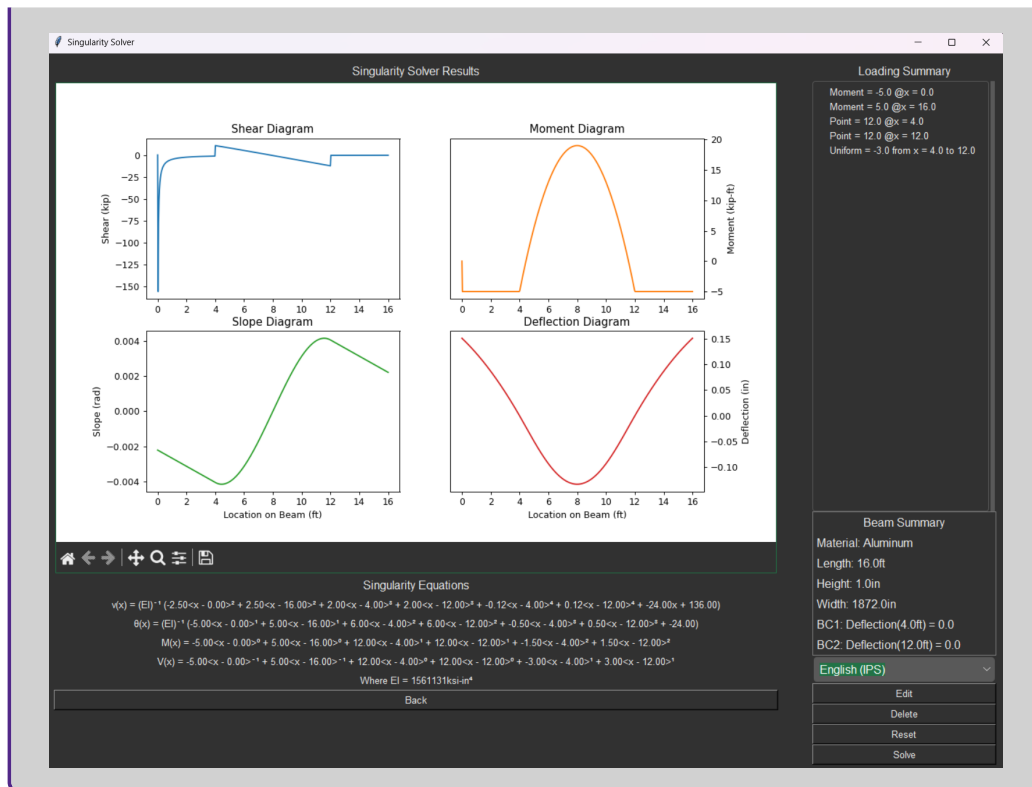 Singularity Solver
Singularity Solver Results
Shear Diagram
0
−25
−50
−75
−100
−125
−150
Shear (kip)
0 2 4 6 8 10 12 14 16
Moment Diagram
20
15
10
5
0
−5
Moment (kip-ft)
0 2 4 6 8 10 12 14 16
Slope Diagram
0.004
0.002
0.000
−0.002
−0.004
Slope (rad)
0 2 4 6 8 10 12 14 16
Location on Beam (ft)
Deflection Diagram
0.15
0.10
0.05
0.00
−0.05
−0.10
Deflection (in)
0 2 4 6 8 10 12 14 16
Location on Beam (ft)
Singularity Equations
v(x) = (EI)⁻¹ (-2.50<x - 0.00>² + 2.50<x - 16.00>² + 2.00<x - 4.00>³ + 2.00<x - 12.00>³ + -0.12<x - 4.00>⁴ + 0.12<x - 12.00>⁴ + -24.00x + 136.00)
θ(x) = (EI)⁻¹ (-5.00<x - 0.00>¹ + 5.00<x - 16.00>¹ + 6.00<x - 4.00>² + 6.00<x - 12.00>² + -0.50<x - 4.00>³ + 0.50<x - 12.00>³ + -24.00)
M(x) = -5.00<x - 0.00>⁰ + 5.00<x - 16.00>⁰ + 12.00<x - 4.00>¹ + 12.00<x - 12.00>¹ + -1.50<x - 4.00>² + 1.50<x - 12.00>²
V(x) = -5.00<x - 0.00>⁻¹ + 5.00<x - 16.00>⁻¹ + 12.00<x - 4.00>⁰ + 12.00<x - 12.00>⁰ + -3.00<x - 4.00>¹ + 3.00<x - 12.00>¹
Where EI = 1561131ksi-in⁴
Back
Loading Summary
Moment = -5.0 @x = 0.0
Moment = 5.0 @x = 16.0
Point = 12.0 @x = 4.0
Point = 12.0 @x = 12.0
Uniform = -3.0 from x = 4.0 to 12.0
Beam Summary
Material: Aluminum
Length: 16.0ft
Height: 1.0in
Width: 1872.0in
BC1: Deflection(4.0ft) = 0.0
BC2: Deflection(12.0ft) = 0.0
English (IPS)
Edit
Delete
Reset
Solve